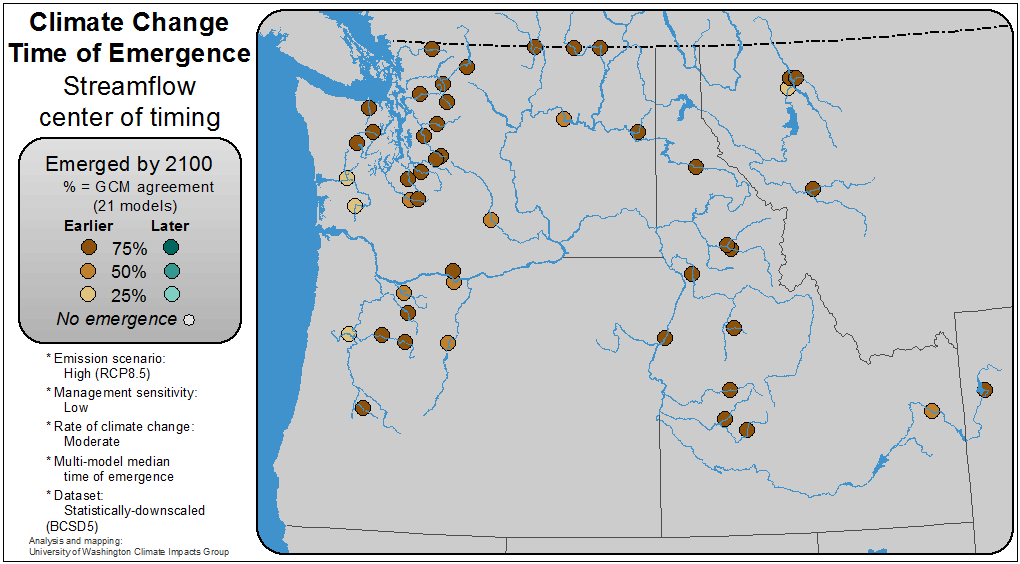 Climate Change
Time of Emergence
Streamflow
center of timing
Emerged by 2100
% = GCM agreement
(21 models)
Earlier Later
75%
50%
25%
No emergence
* Emission scenario:
High (RCP8.5)
* Management sensitivity:
Low
* Rate of climate change:
Moderate
* Multi-model median
time of emergence
* Dataset:
Statistically-downscaled
(BCSD5)
Analysis and mapping:
University of Washington Climate Impacts Group